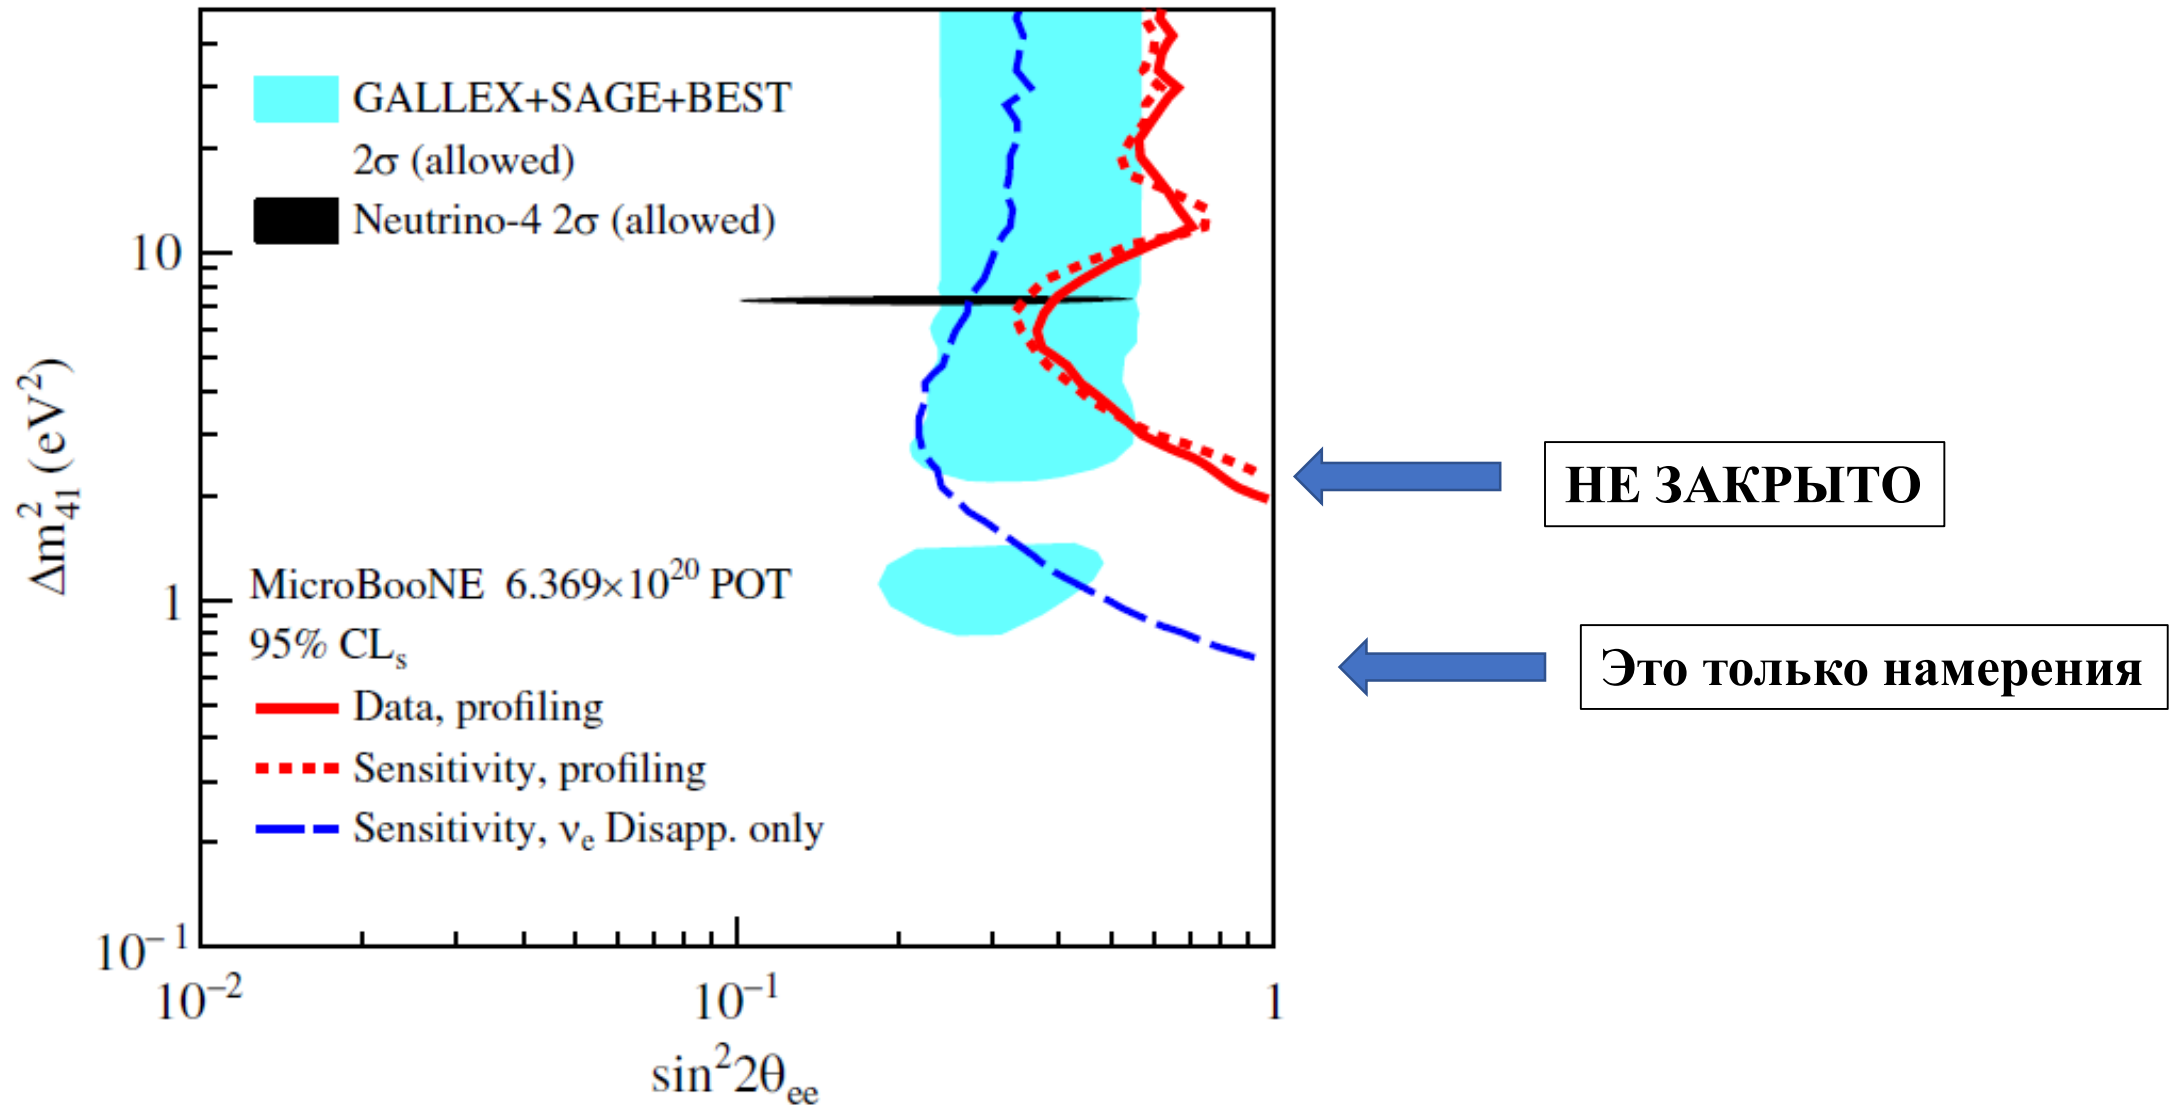 GALLEX+SAGE+BEST
2σ (allowed)
Neutrino-4 2σ (allowed)
10
Δm²₄₁ (eV²)
НЕ ЗАКРЫТО
1
MicroBooNE 6.369×10²⁰ POT
95% CLₛ
Это только намерения
Data, profiling
Sensitivity, profiling
Sensitivity, νₑ Disapp. only
10⁻¹
10⁻² 10⁻¹ 1
sin²2θₑₑ